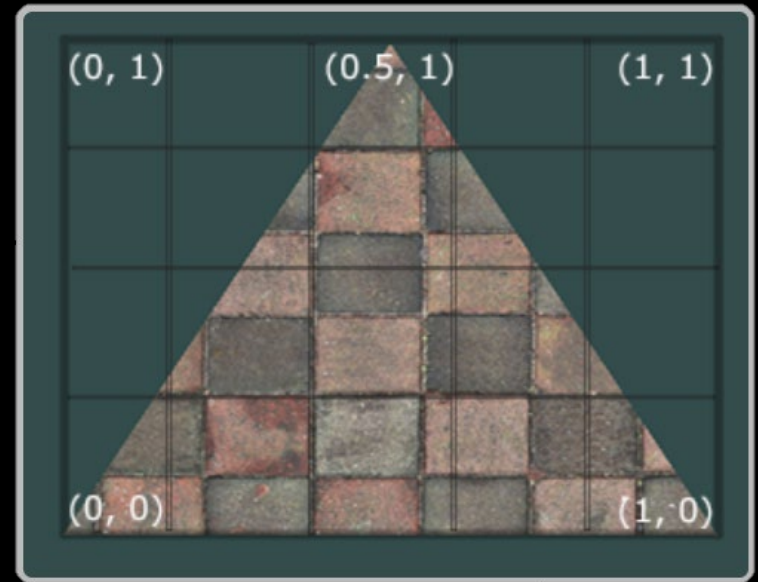 (0, 1) (0.5, 1) (1, 1)
(0, 0) (1, 0)